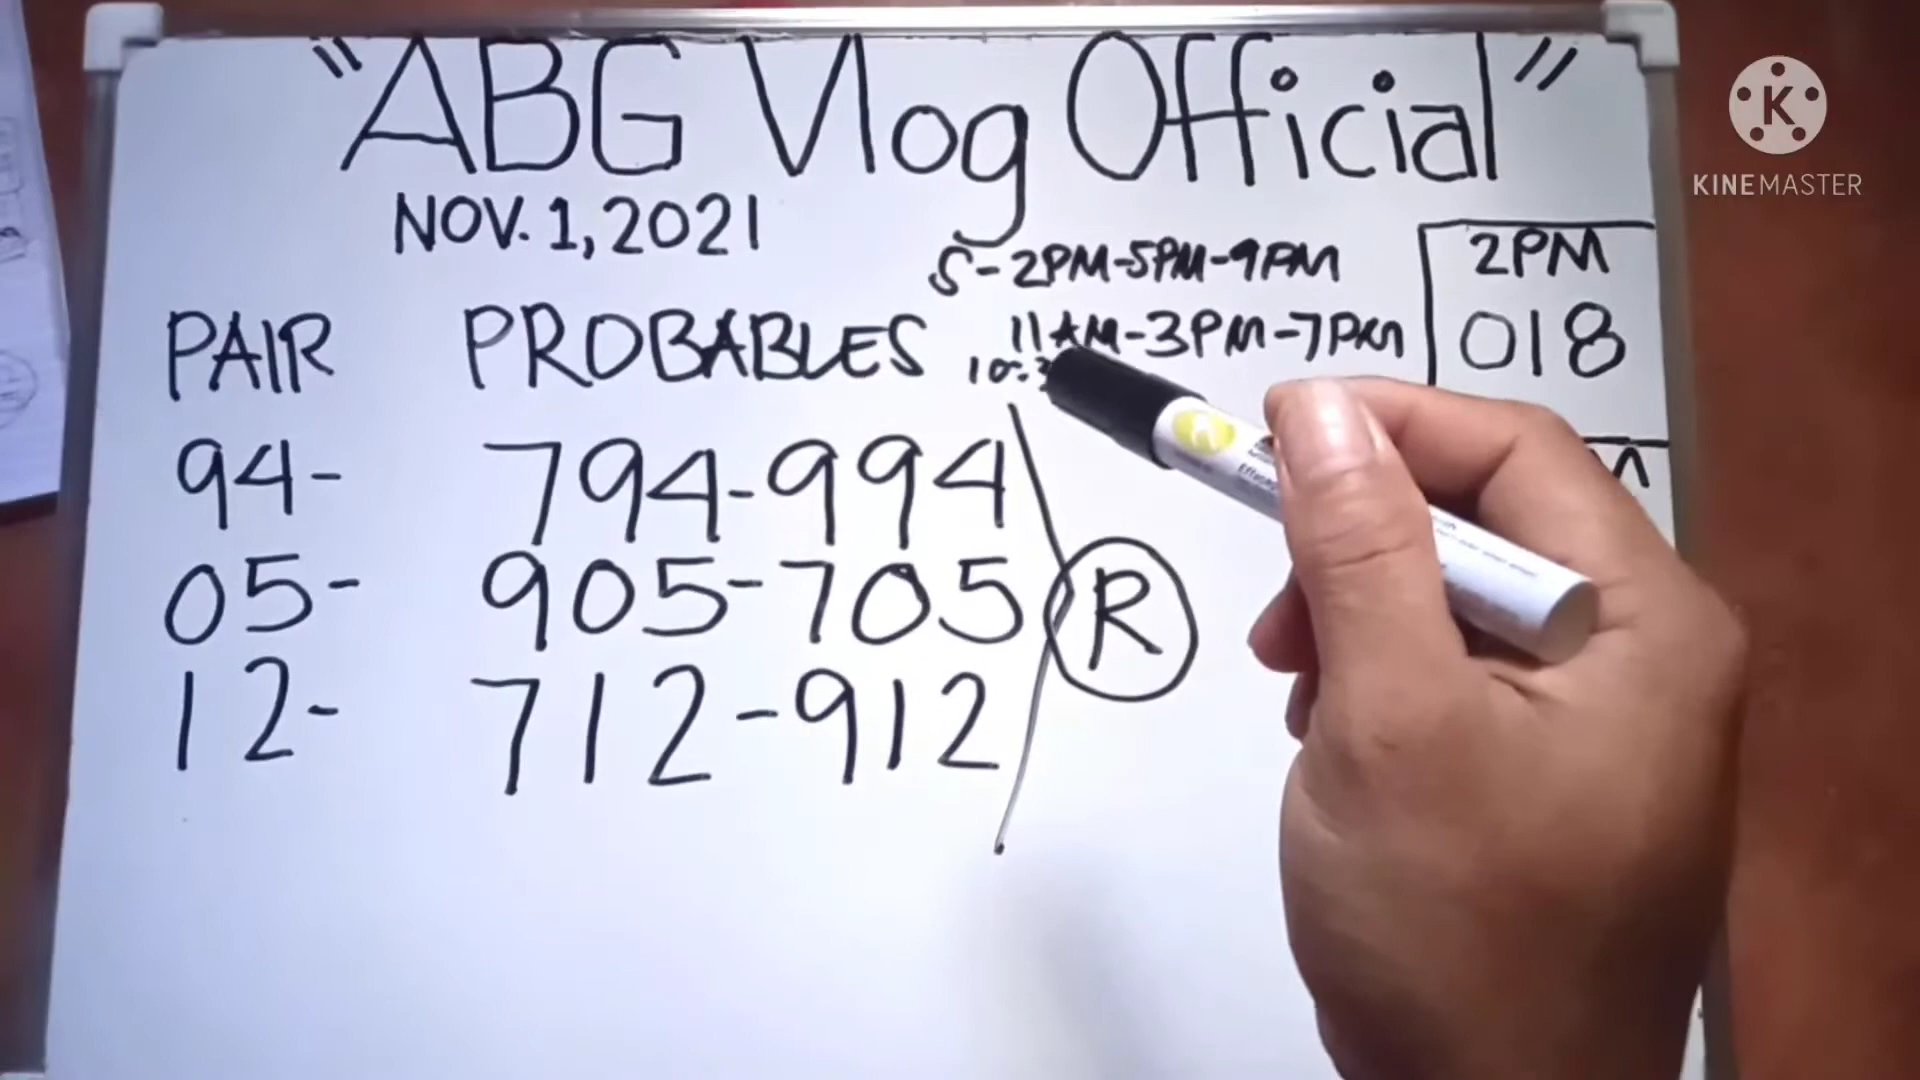 "ABG Vlog Official"
KINEMASTER
NOV. 1, 2021
S-2PM-5PM-9PM
2PM
PAIR PROBABLES
11AM-3PM-7PM
018
94- 794-994
05- 905-705
R
12- 712-912